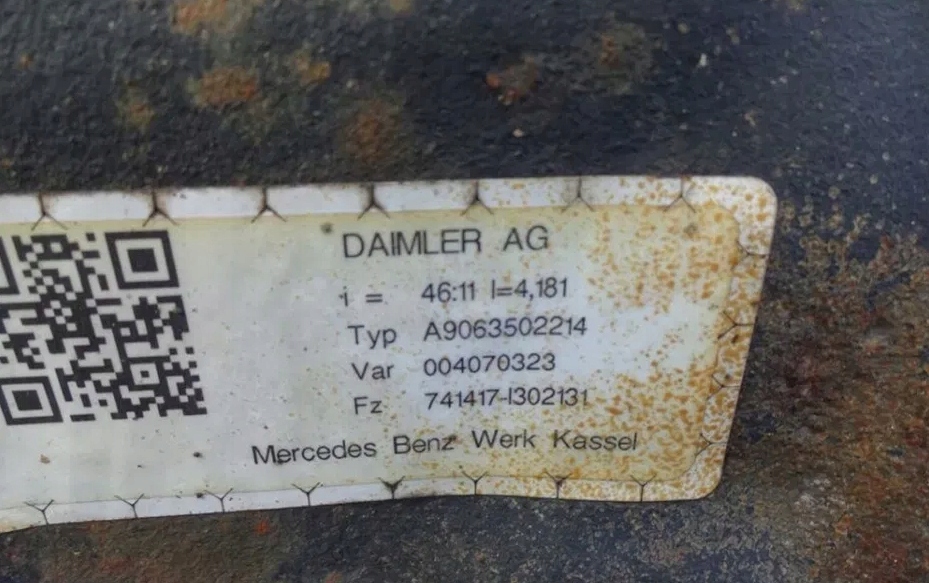 DAIMLER AG
i = 46:11 I=4,181
Typ A9063502214
Var 004070323
Fz 741417-I302131
Mercedes Benz Werk Kassel